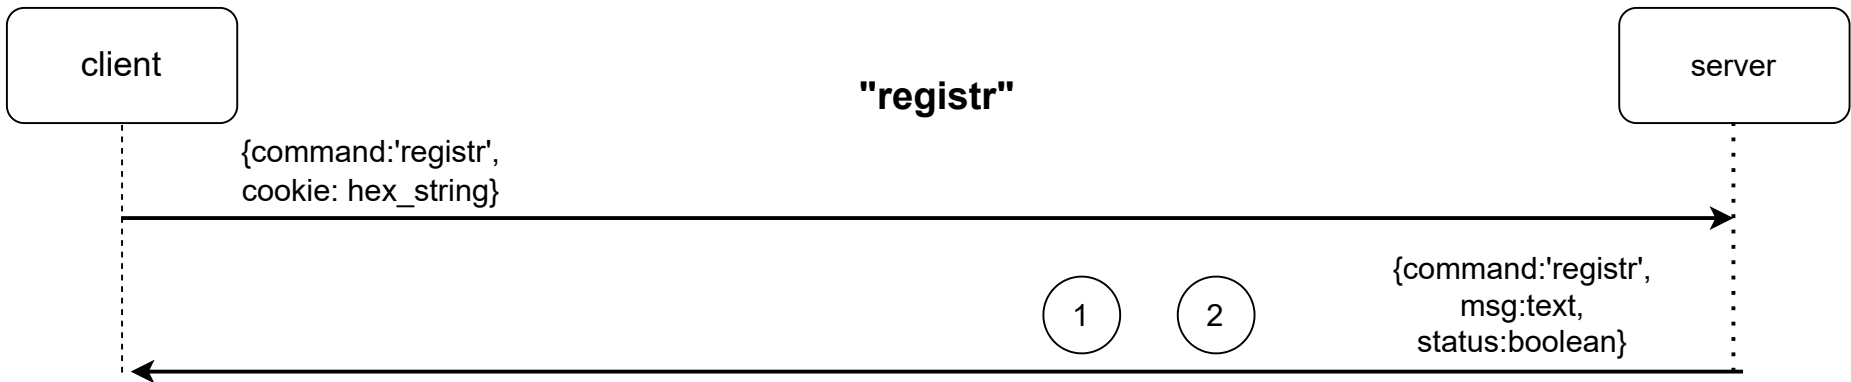 client
server
"registr"
{command:'registr',
cookie: hex_string}
{command:'registr',
msg:text,
status:boolean}
1
2